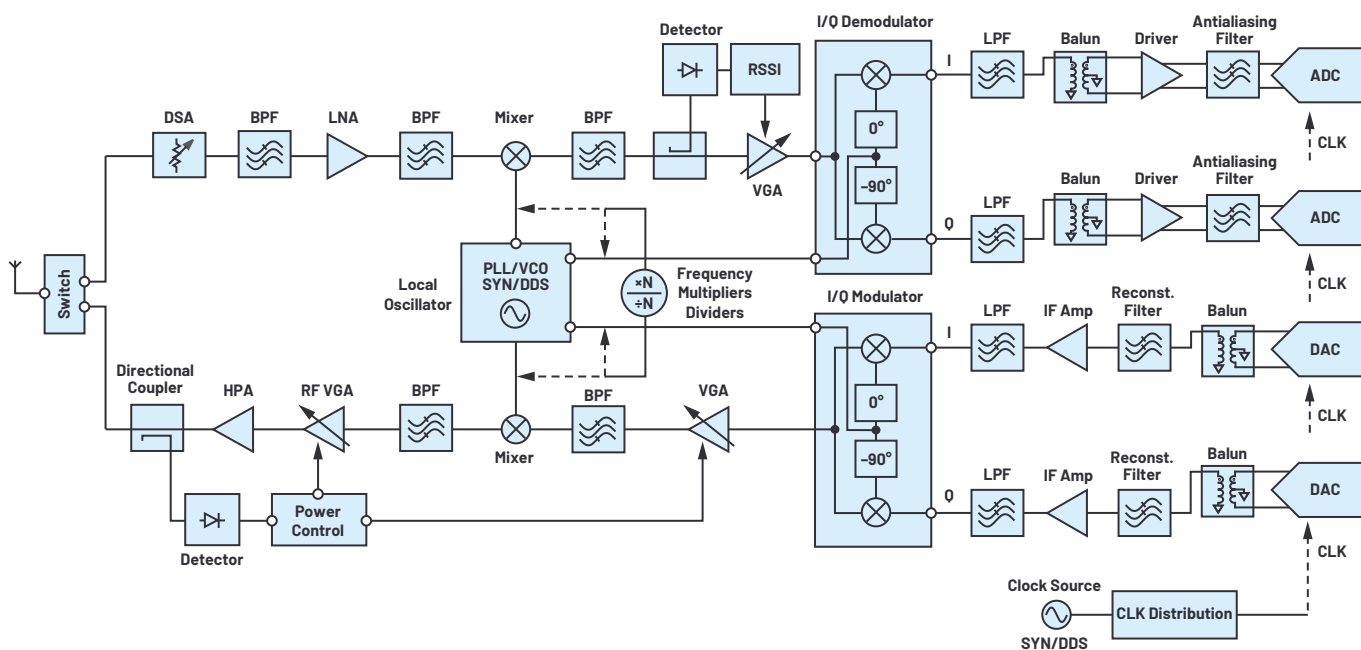 I/Q Demodulator
Detector
RSSI
I
LPF
Balun
Driver
Antialiasing
Filter
ADC
CLK
DSA
BPF
LNA
BPF
Mixer
BPF
VGA
0°
–90°
Q
LPF
Balun
Driver
Antialiasing
Filter
ADC
CLK
Switch
Local
Oscillator
PLL/VCO
SYN/DDS
×N
÷N
Frequency
Multipliers
Dividers
I/Q Modulator
I
LPF
IF Amp
Reconst.
Filter
Balun
DAC
CLK
Directional
Coupler
HPA
RF VGA
BPF
Mixer
BPF
VGA
0°
–90°
Q
LPF
IF Amp
Reconst.
Filter
Balun
DAC
CLK
Detector
Power
Control
Clock Source
SYN/DDS
CLK Distribution